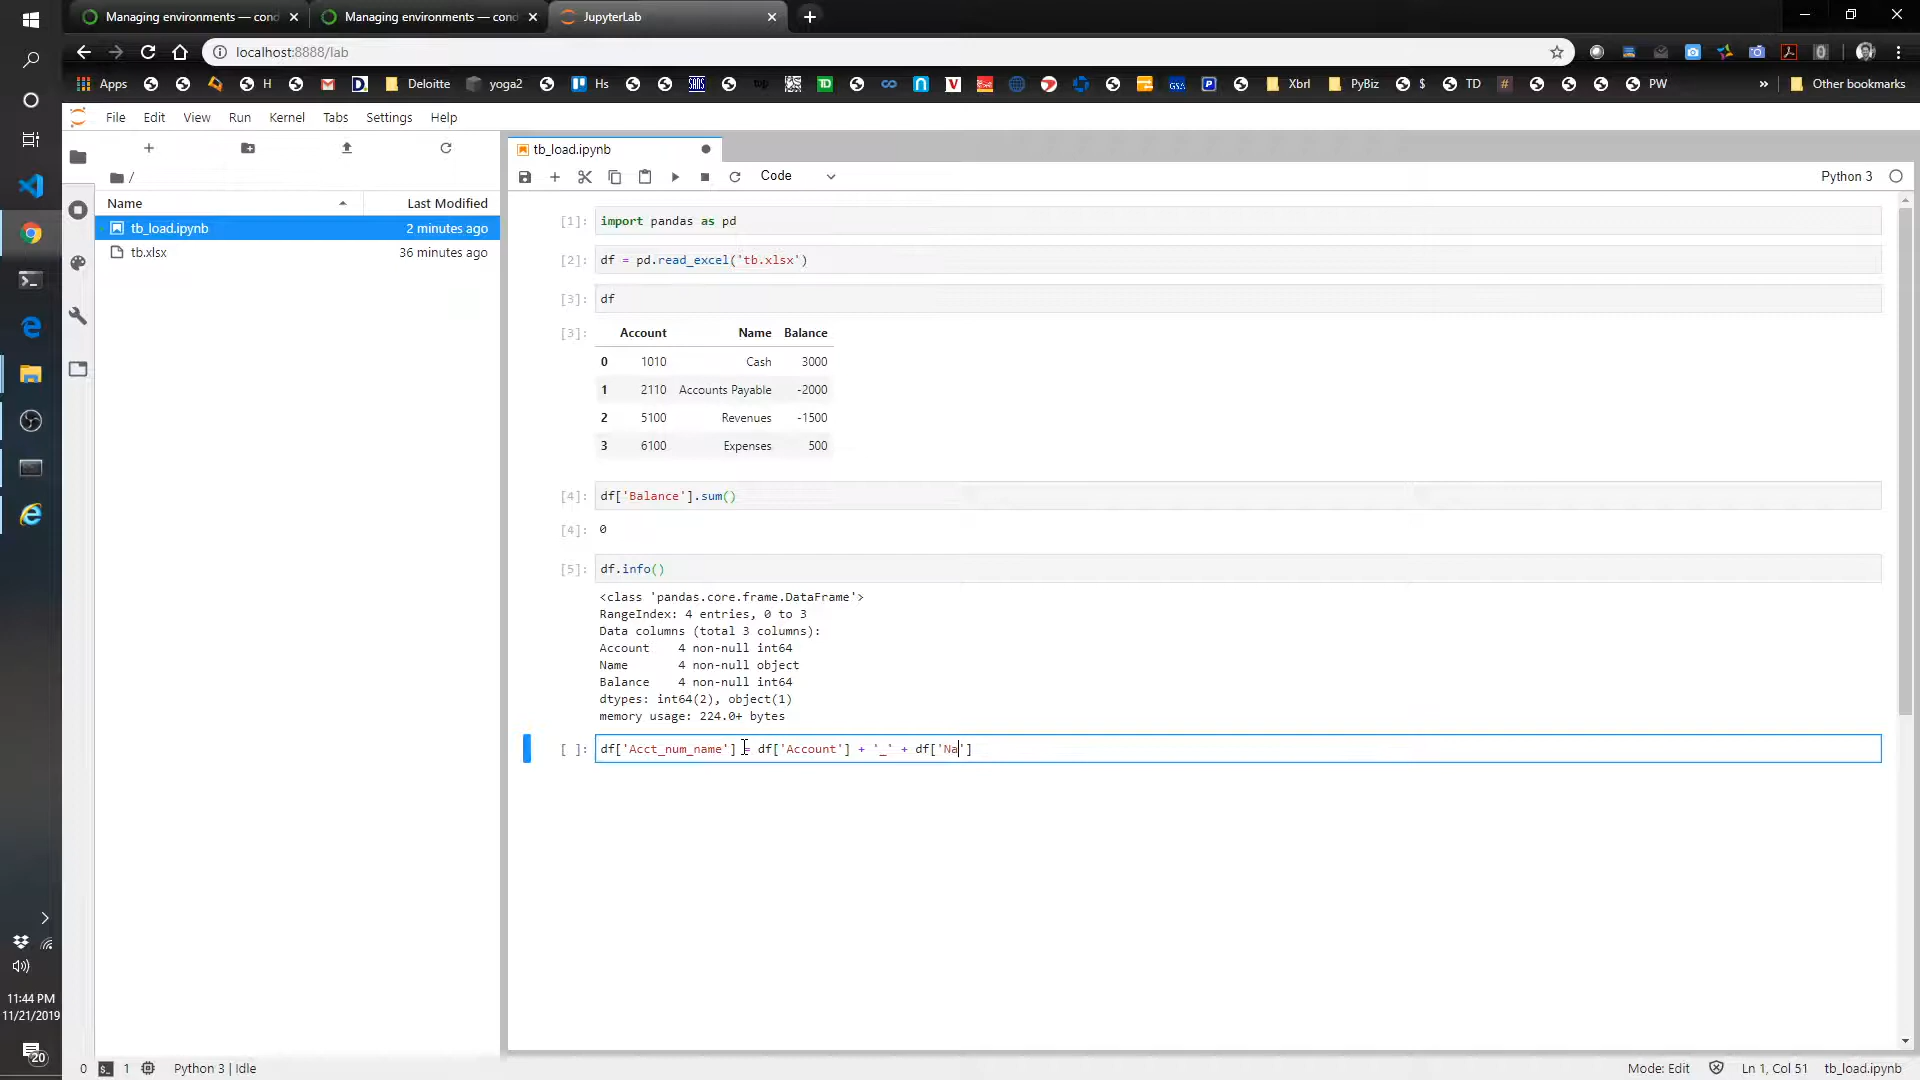 Managing environments — cond
Managing environments — cond
JupyterLab
localhost:8888/lab
Apps
H
Deloitte
yoga2
Hs
SANS
TD
GSA
Xbrl
PyBiz
$
TD
#
PW
»
Other bookmarks
File Edit View Run Kernel Tabs Settings Help
/
Name Last Modified
tb_load.ipynb 2 minutes ago
tb.xlsx 36 minutes ago
tb_load.ipynb
Code
Python 3
[1]: import pandas as pd
[2]: df = pd.read_excel('tb.xlsx')
[3]: df
[3]: Account Name Balance
0 1010 Cash 3000
1 2110 Accounts Payable -2000
2 5100 Revenues -1500
3 6100 Expenses 500
[4]: df['Balance'].sum()
[4]: 0
[5]: df.info()
<class 'pandas.core.frame.DataFrame'>
RangeIndex: 4 entries, 0 to 3
Data columns (total 3 columns):
Account 4 non-null int64
Name 4 non-null object
Balance 4 non-null int64
dtypes: int64(2), object(1)
memory usage: 224.0+ bytes
[ ]: df['Acct_num_name'] = df['Account'] + '_' + df['Na']
11:44 PM
11/21/2019
20
0 1 Python 3 | Idle
Mode: Edit Ln 1, Col 51 tb_load.ipynb